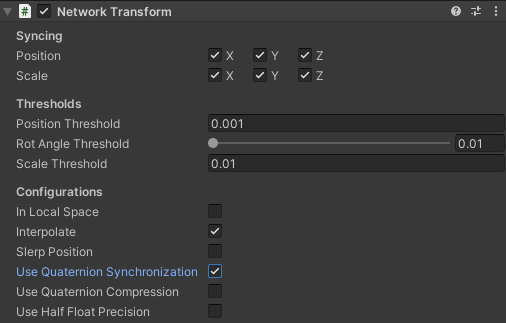 # Network Transform
Syncing
Position X Y Z
Scale X Y Z
Thresholds
Position Threshold 0.001
Rot Angle Threshold 0.01
Scale Threshold 0.01
Configurations
In Local Space
Interpolate
Slerp Position
Use Quaternion Synchronization
Use Quaternion Compression
Use Half Float Precision